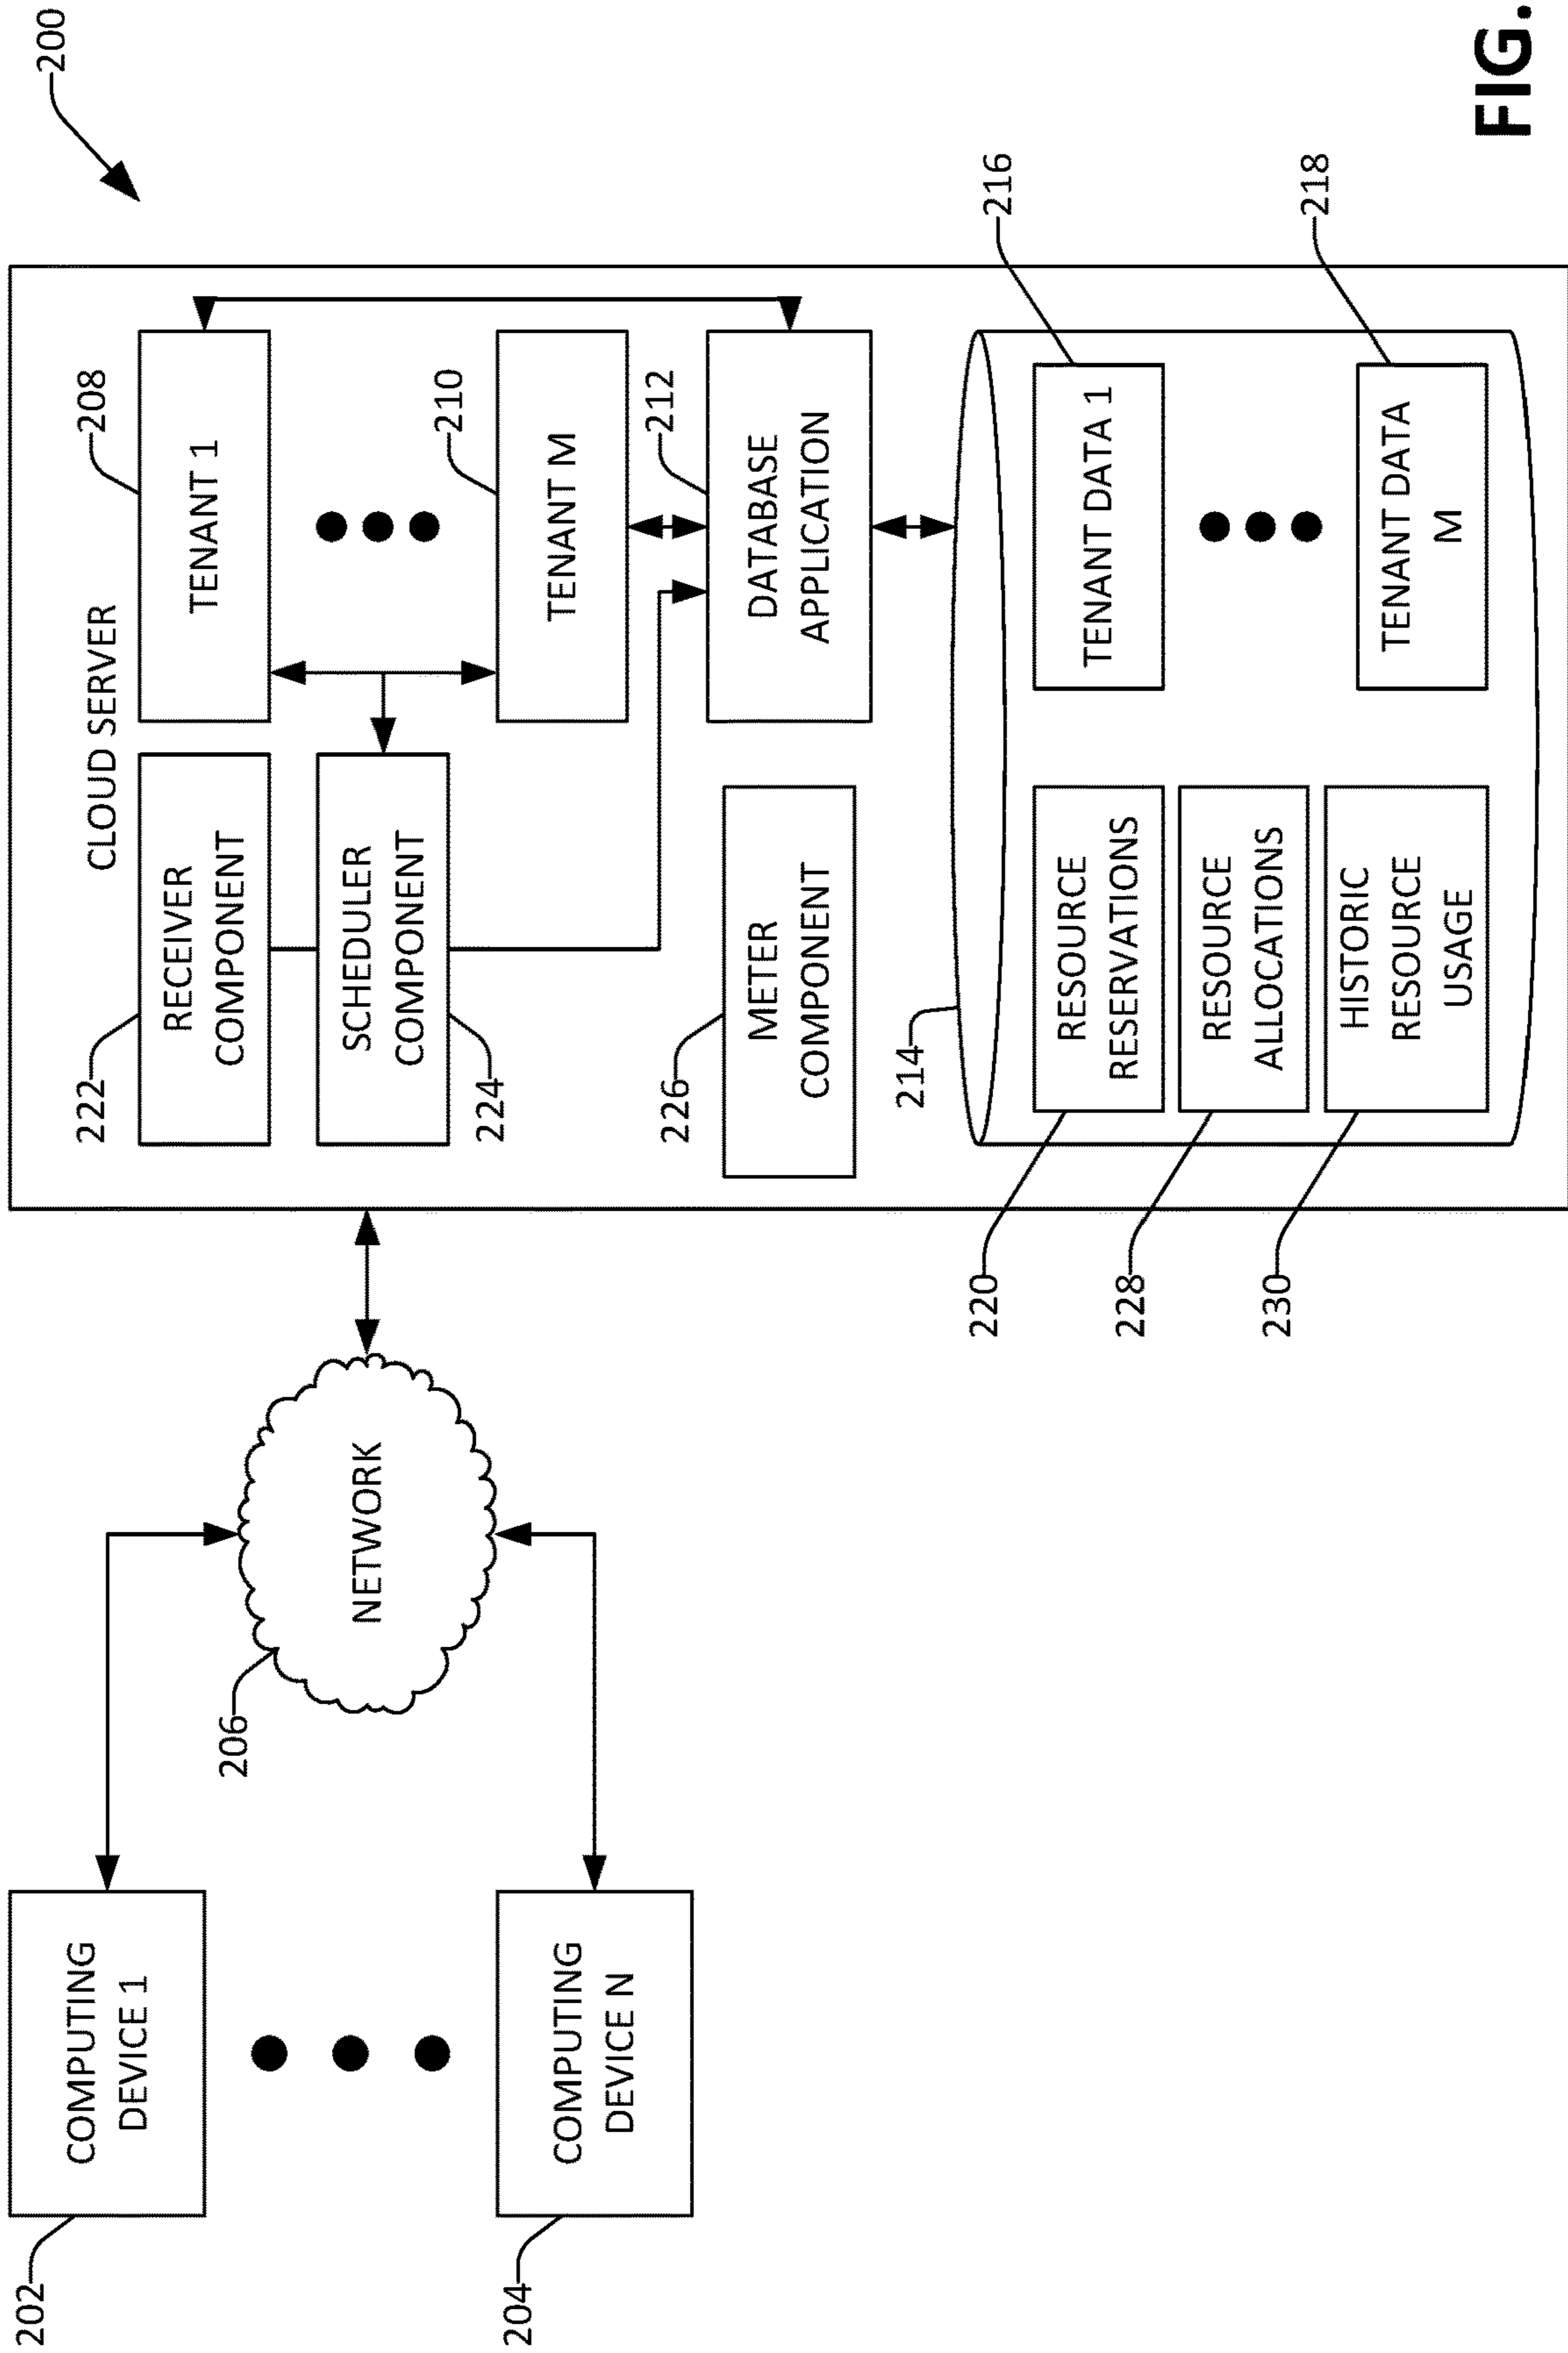 200
CLOUD SERVER
202
COMPUTING
DEVICE 1
204
COMPUTING
DEVICE N
206
NETWORK
222
RECEIVER
COMPONENT
SCHEDULER
COMPONENT
224
208
TENANT 1
210
TENANT M
212
DATABASE
APPLICATION
226
METER
COMPONENT
214
220
RESOURCE
RESERVATIONS
228
RESOURCE
ALLOCATIONS
230
HISTORIC
RESOURCE
USAGE
216
TENANT DATA 1
218
TENANT DATA
M
FIG.